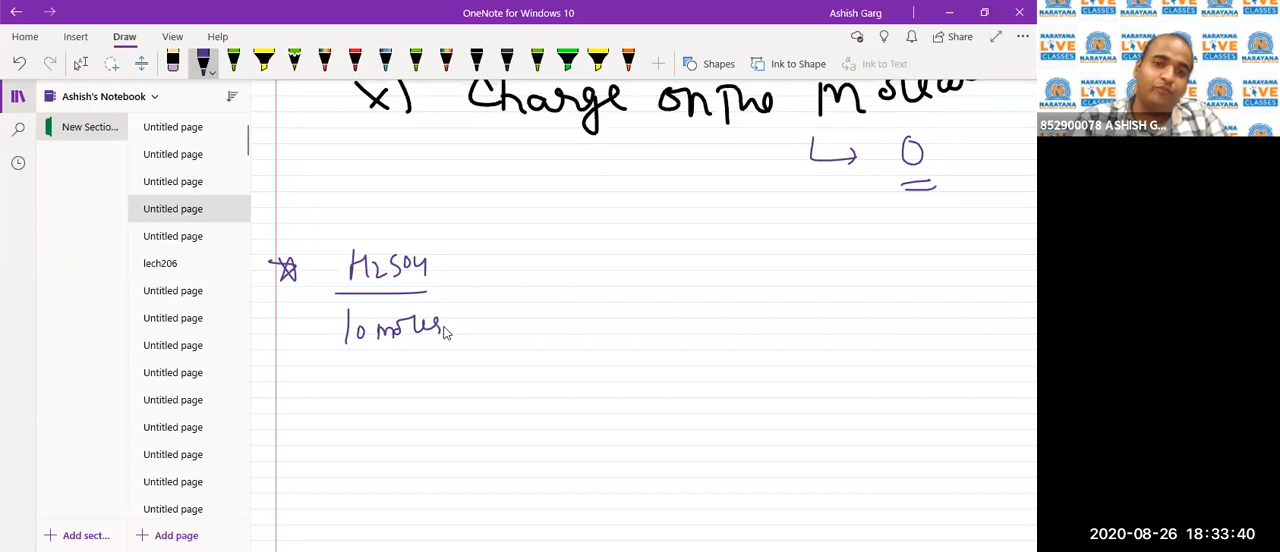 OneNote for Windows 10
Ashish Garg
Home
Insert
Draw
View
Help
Share
Shapes
Ink to Shape
Ink to Text
Ashish's Notebook
New Sectio...
Untitled page
Untitled page
Untitled page
Untitled page
Untitled page
lech206
Untitled page
Untitled page
Untitled page
Untitled page
Untitled page
Untitled page
Untitled page
Untitled page
Untitled page
Add sect...
Add page
x) Charge on the
0
H2SO4
10 moles
NARAYANA
LIVE
CLASSES
852900078 ASHISH G...
2020-08-26 18:33:40